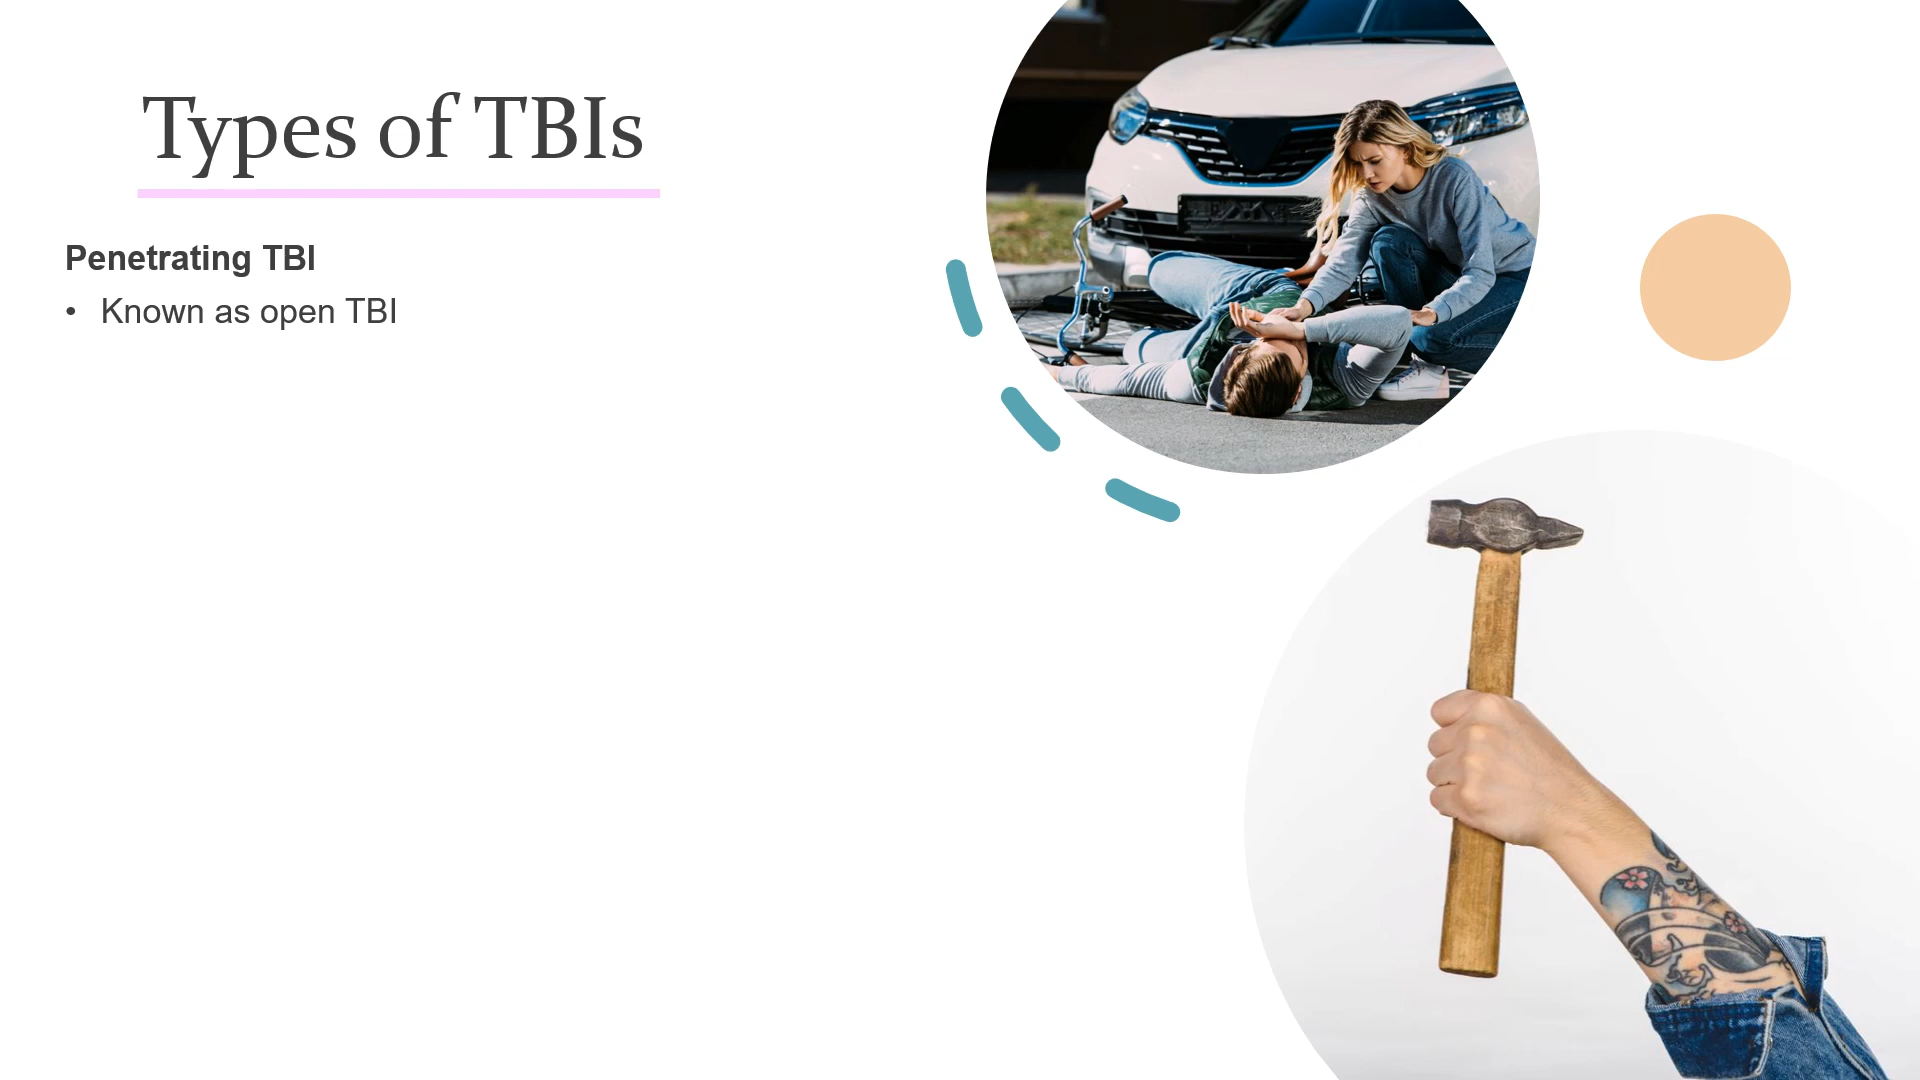 Types of TBIs
Penetrating TBI
• Known as open TBI